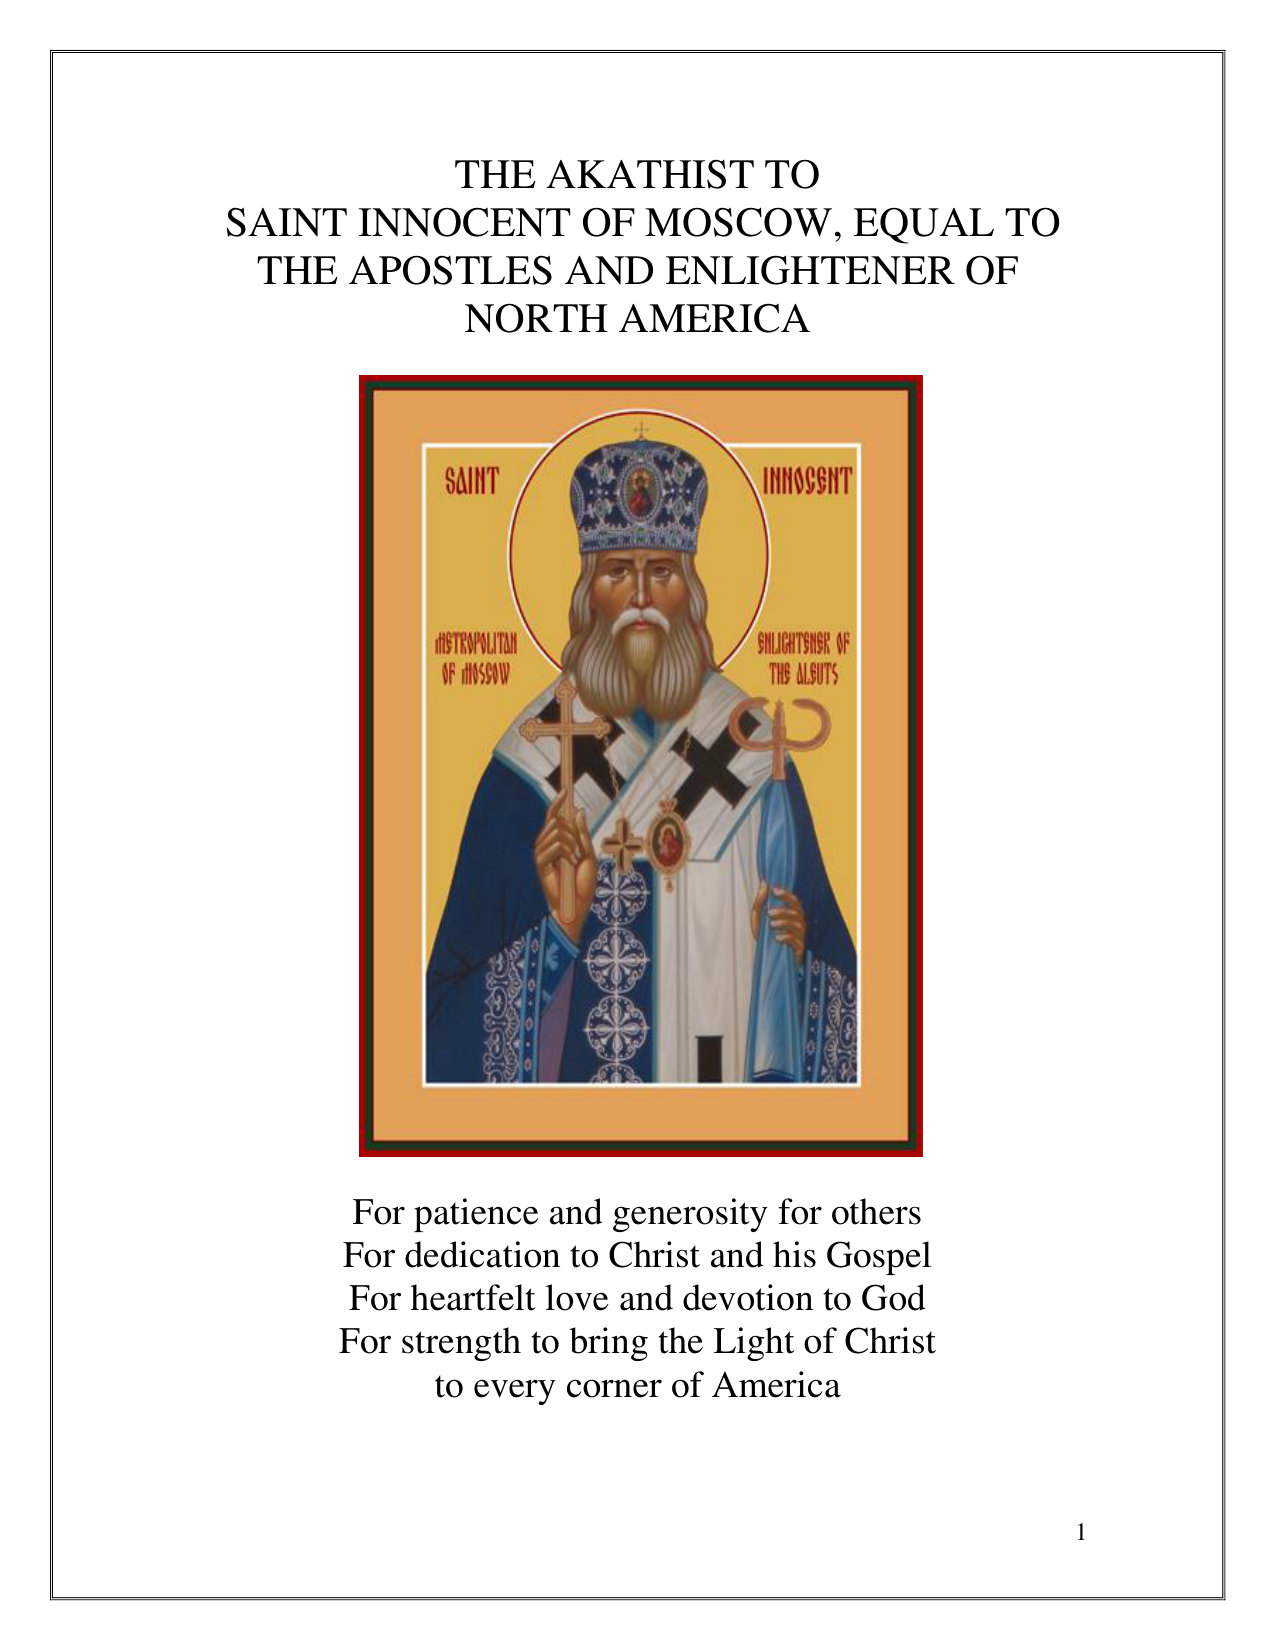 THE AKATHIST TO
SAINT INNOCENT OF MOSCOW, EQUAL TO
THE APOSTLES AND ENLIGHTENER OF
NORTH AMERICA
SAINT INNOCENT
METROPOLITAN
OF MOSCOW
ENLIGHTENER OF
THE ALEUTS
For patience and generosity for others
For dedication to Christ and his Gospel
For heartfelt love and devotion to God
For strength to bring the Light of Christ
to every corner of America
1